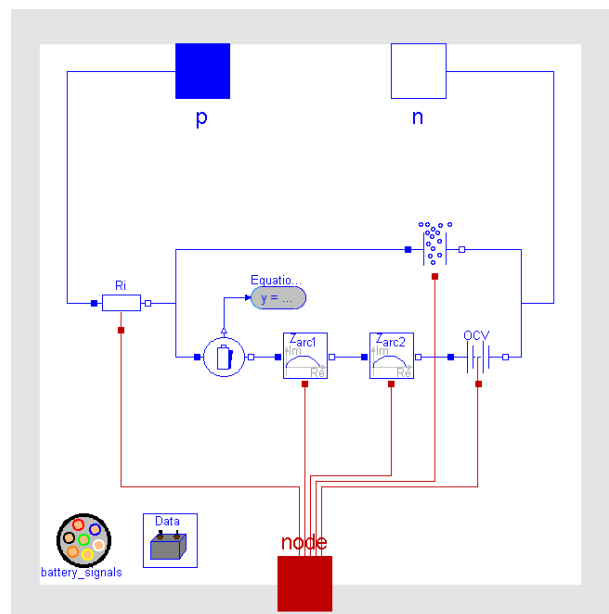 p
n
Ri
Equatio...
y = ...
Zarc1
Im
Re
Zarc2
Im
Re
OCV
node
Data
battery_signals